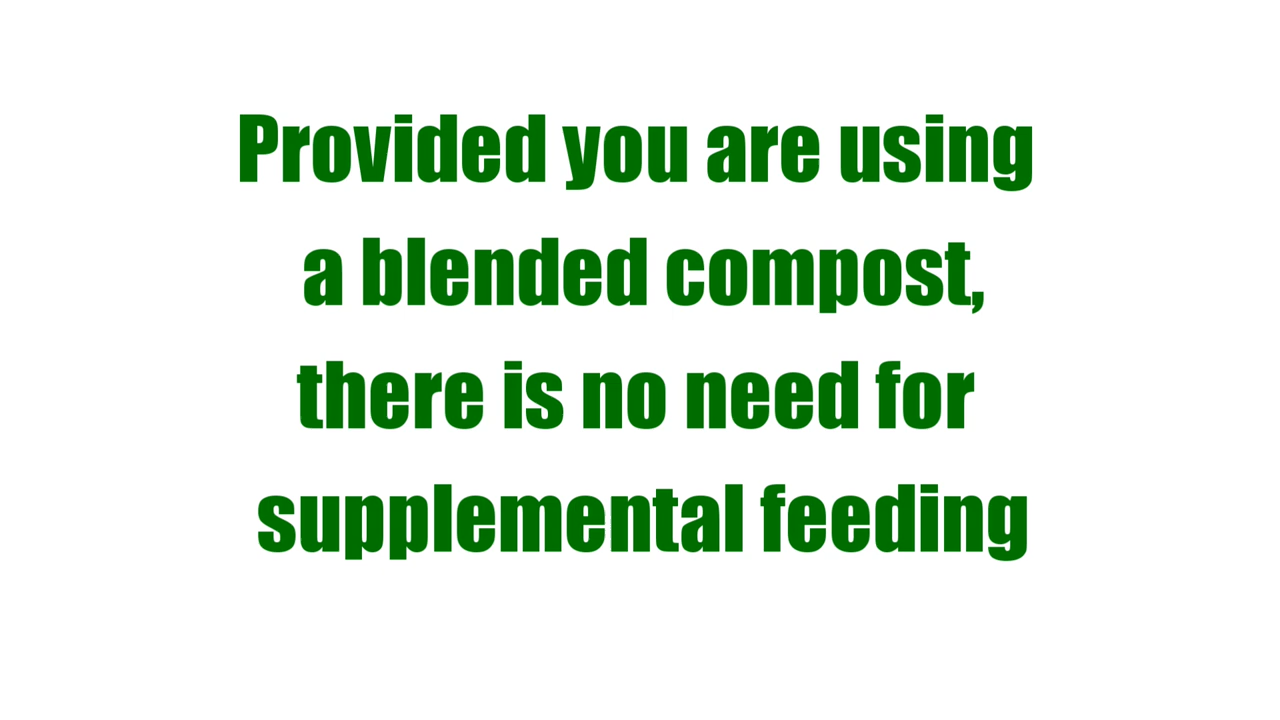 Provided you are using
a blended compost,
there is no need for
supplemental feeding